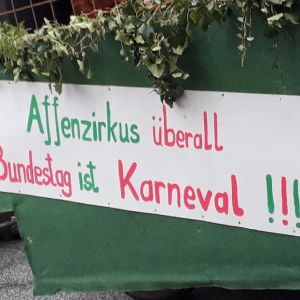 Affenzirkus überall
Bundestag ist Karneval !!!